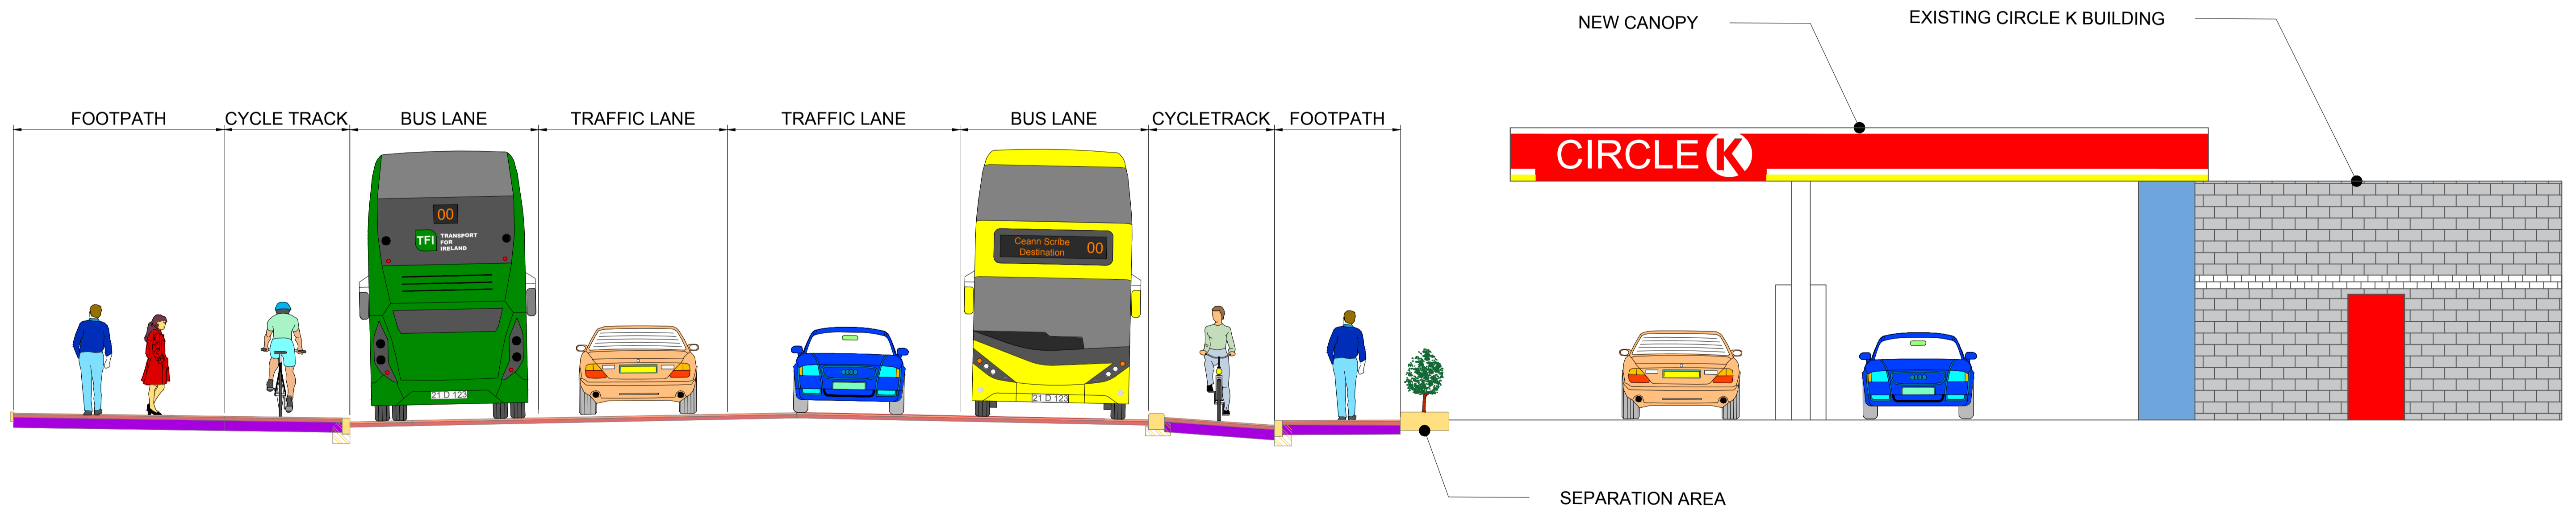 NEW CANOPY
EXISTING CIRCLE K BUILDING
FOOTPATH
CYCLE TRACK
BUS LANE
TRAFFIC LANE
TRAFFIC LANE
BUS LANE
CYCLETRACK
FOOTPATH
CIRCLE K
00
TFI
TRANSPORT
FOR
IRELAND
Ceann Scribe
Destination
00
21 D 123
21 D 123
SEPARATION AREA